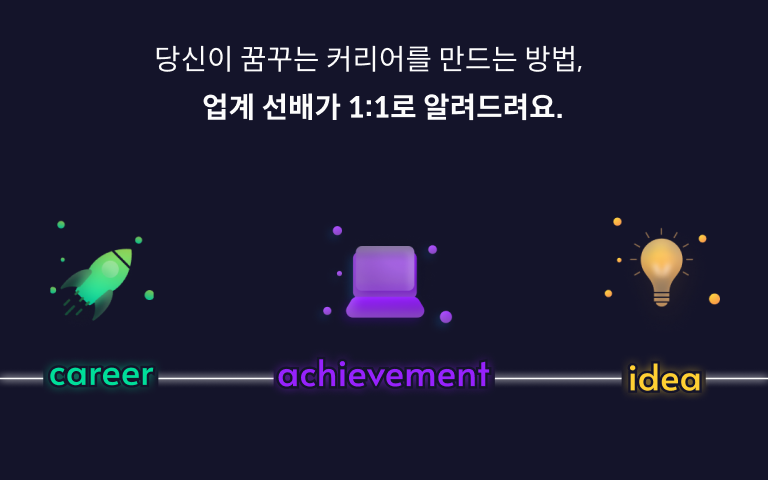 당신이 꿈꾸는 커리어를 만드는 방법,
업계 선배가 1:1로 알려드려요.
career
achievement
idea